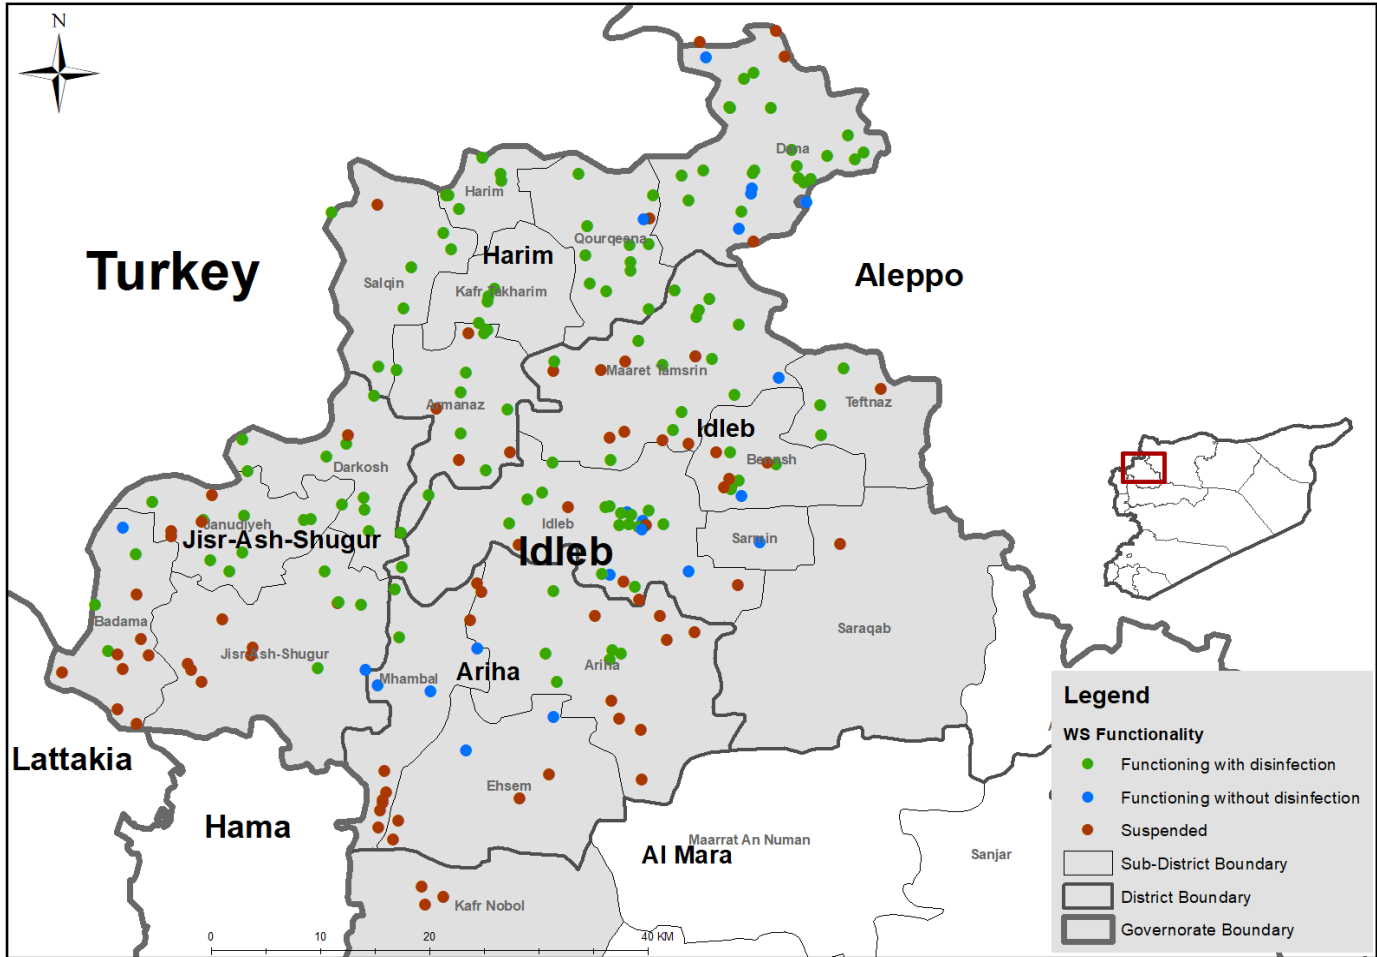 N
Dana
Harim
Qourqeena
Harim
Turkey
Aleppo
Salqin
Kafr Takharim
Maaret Tamsrin
Armanaz
Teftnaz
Idleb
Bennsh
Darkosh
Janudiyeh
Jisr-Ash-Shugur
Idleb
Idleb
Sarmin
Badama
Saraqab
Jisr-Ash-Shugur
Ariha
Ariha
Mhambal
Lattakia
Ehsem
Hama
Maarrat An Numan
Al Mara
Sanjar
Kafr Nobol
0 10 20 40 KM
Legend
WS Functionality
Functioning with disinfection
Functioning without disinfection
Suspended
Sub-District Boundary
District Boundary
Governorate Boundary